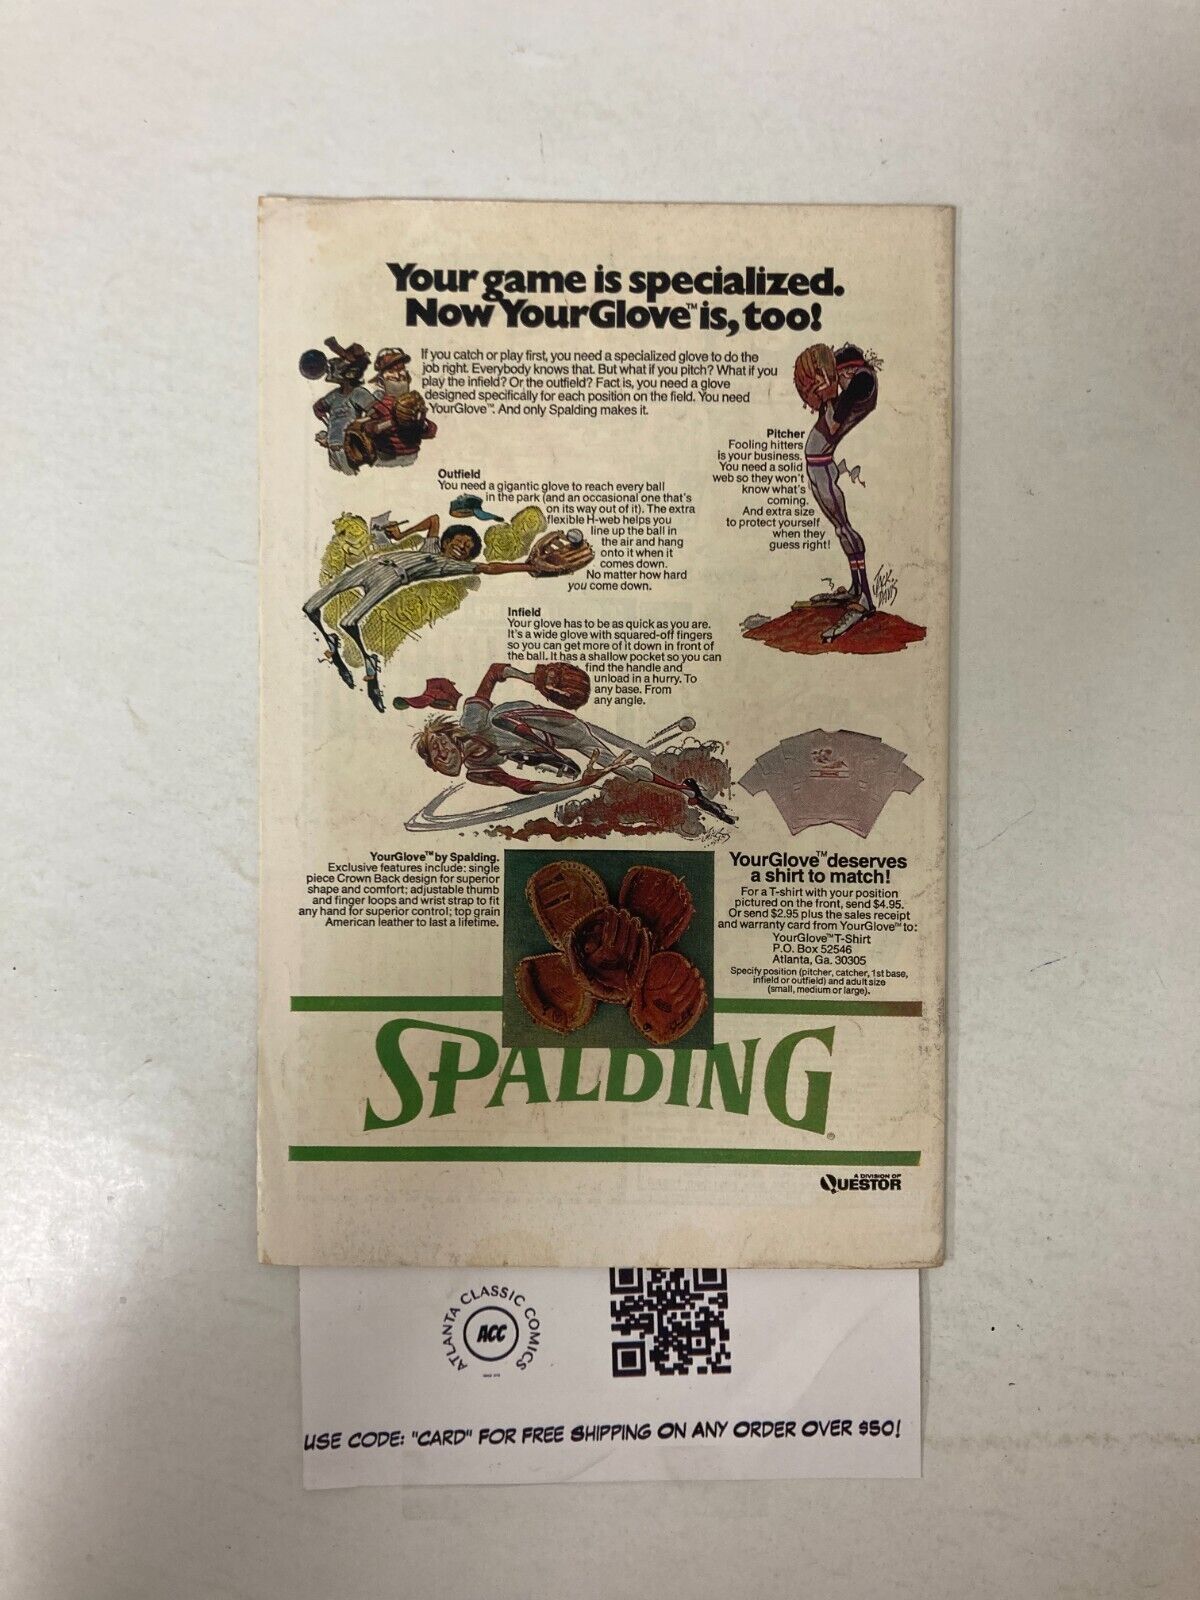 Your game is specialized.
Now YourGlove™ is, too!
If you catch or play first, you need a specialized glove to do the
job right. Everybody knows that. But what if you pitch? What if you
play the infield? Or the outfield? Fact is, you need a glove
designed specifically for each position on the field. You need
YourGlove™. And only Spalding makes it.
Pitcher
Fooling hitters
is your business.
You need a solid
web so they won't
know what's
coming.
And extra size
to protect yourself
when they
guess right!
JACK
DAVIS
Outfield
You need a gigantic glove to reach every ball
in the park (and an occasional one that's
on its way out of it). The extra
flexible H-web helps you
line up the ball in
the air and hang
onto it when it
comes down.
No matter how hard
you come down.
Infield
Your glove has to be as quick as you are.
It's a wide glove with squared-off fingers
so you can get more of it down in front of
the ball. It has a shallow pocket so you can
find the handle and
unload in a hurry. To
any base. From
any angle.
YourGlove™ by Spalding.
Exclusive features include: single
piece Crown Back design for superior
shape and comfort; adjustable thumb
and finger loops and wrist strap to fit
any hand for superior control; top grain
American leather to last a lifetime.
YourGlove™ deserves
a shirt to match!
For a T-shirt with your position
pictured on the front, send $4.95.
Or send $2.95 plus the sales receipt
and warranty card from YourGlove™ to:
YourGlove™ T-Shirt
P.O. Box 52546
Atlanta, Ga. 30305
Specify position (pitcher, catcher, 1st base,
infield or outfield) and adult size
(small, medium or large).
SPALDING®
A DIVISION OF
QUESTOR
ATLANTA CLASSIC COMICS
ACC
USE CODE: "CARD" FOR FREE SHIPPING ON ANY ORDER OVER $50!